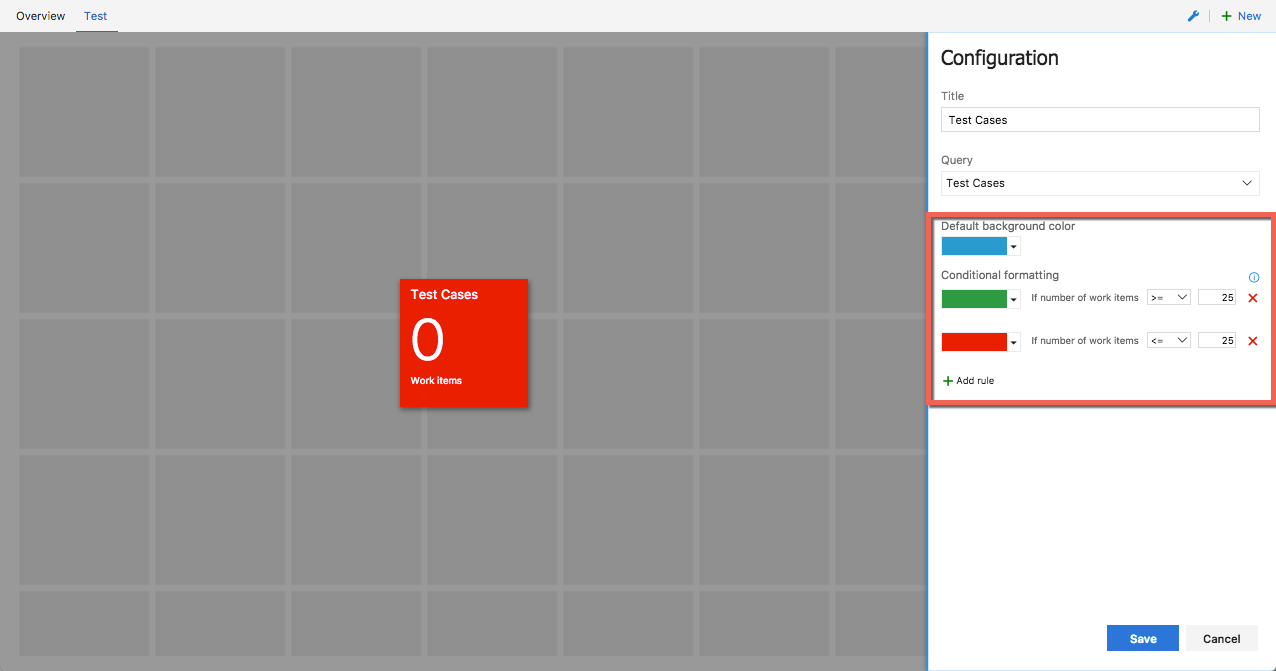 Overview Test New
Configuration
Title
Test Cases
Query
Test Cases
Default background color
Conditional formatting
If number of work items >= 25
If number of work items <= 25
Add rule
Test Cases
0
Work items
Save Cancel